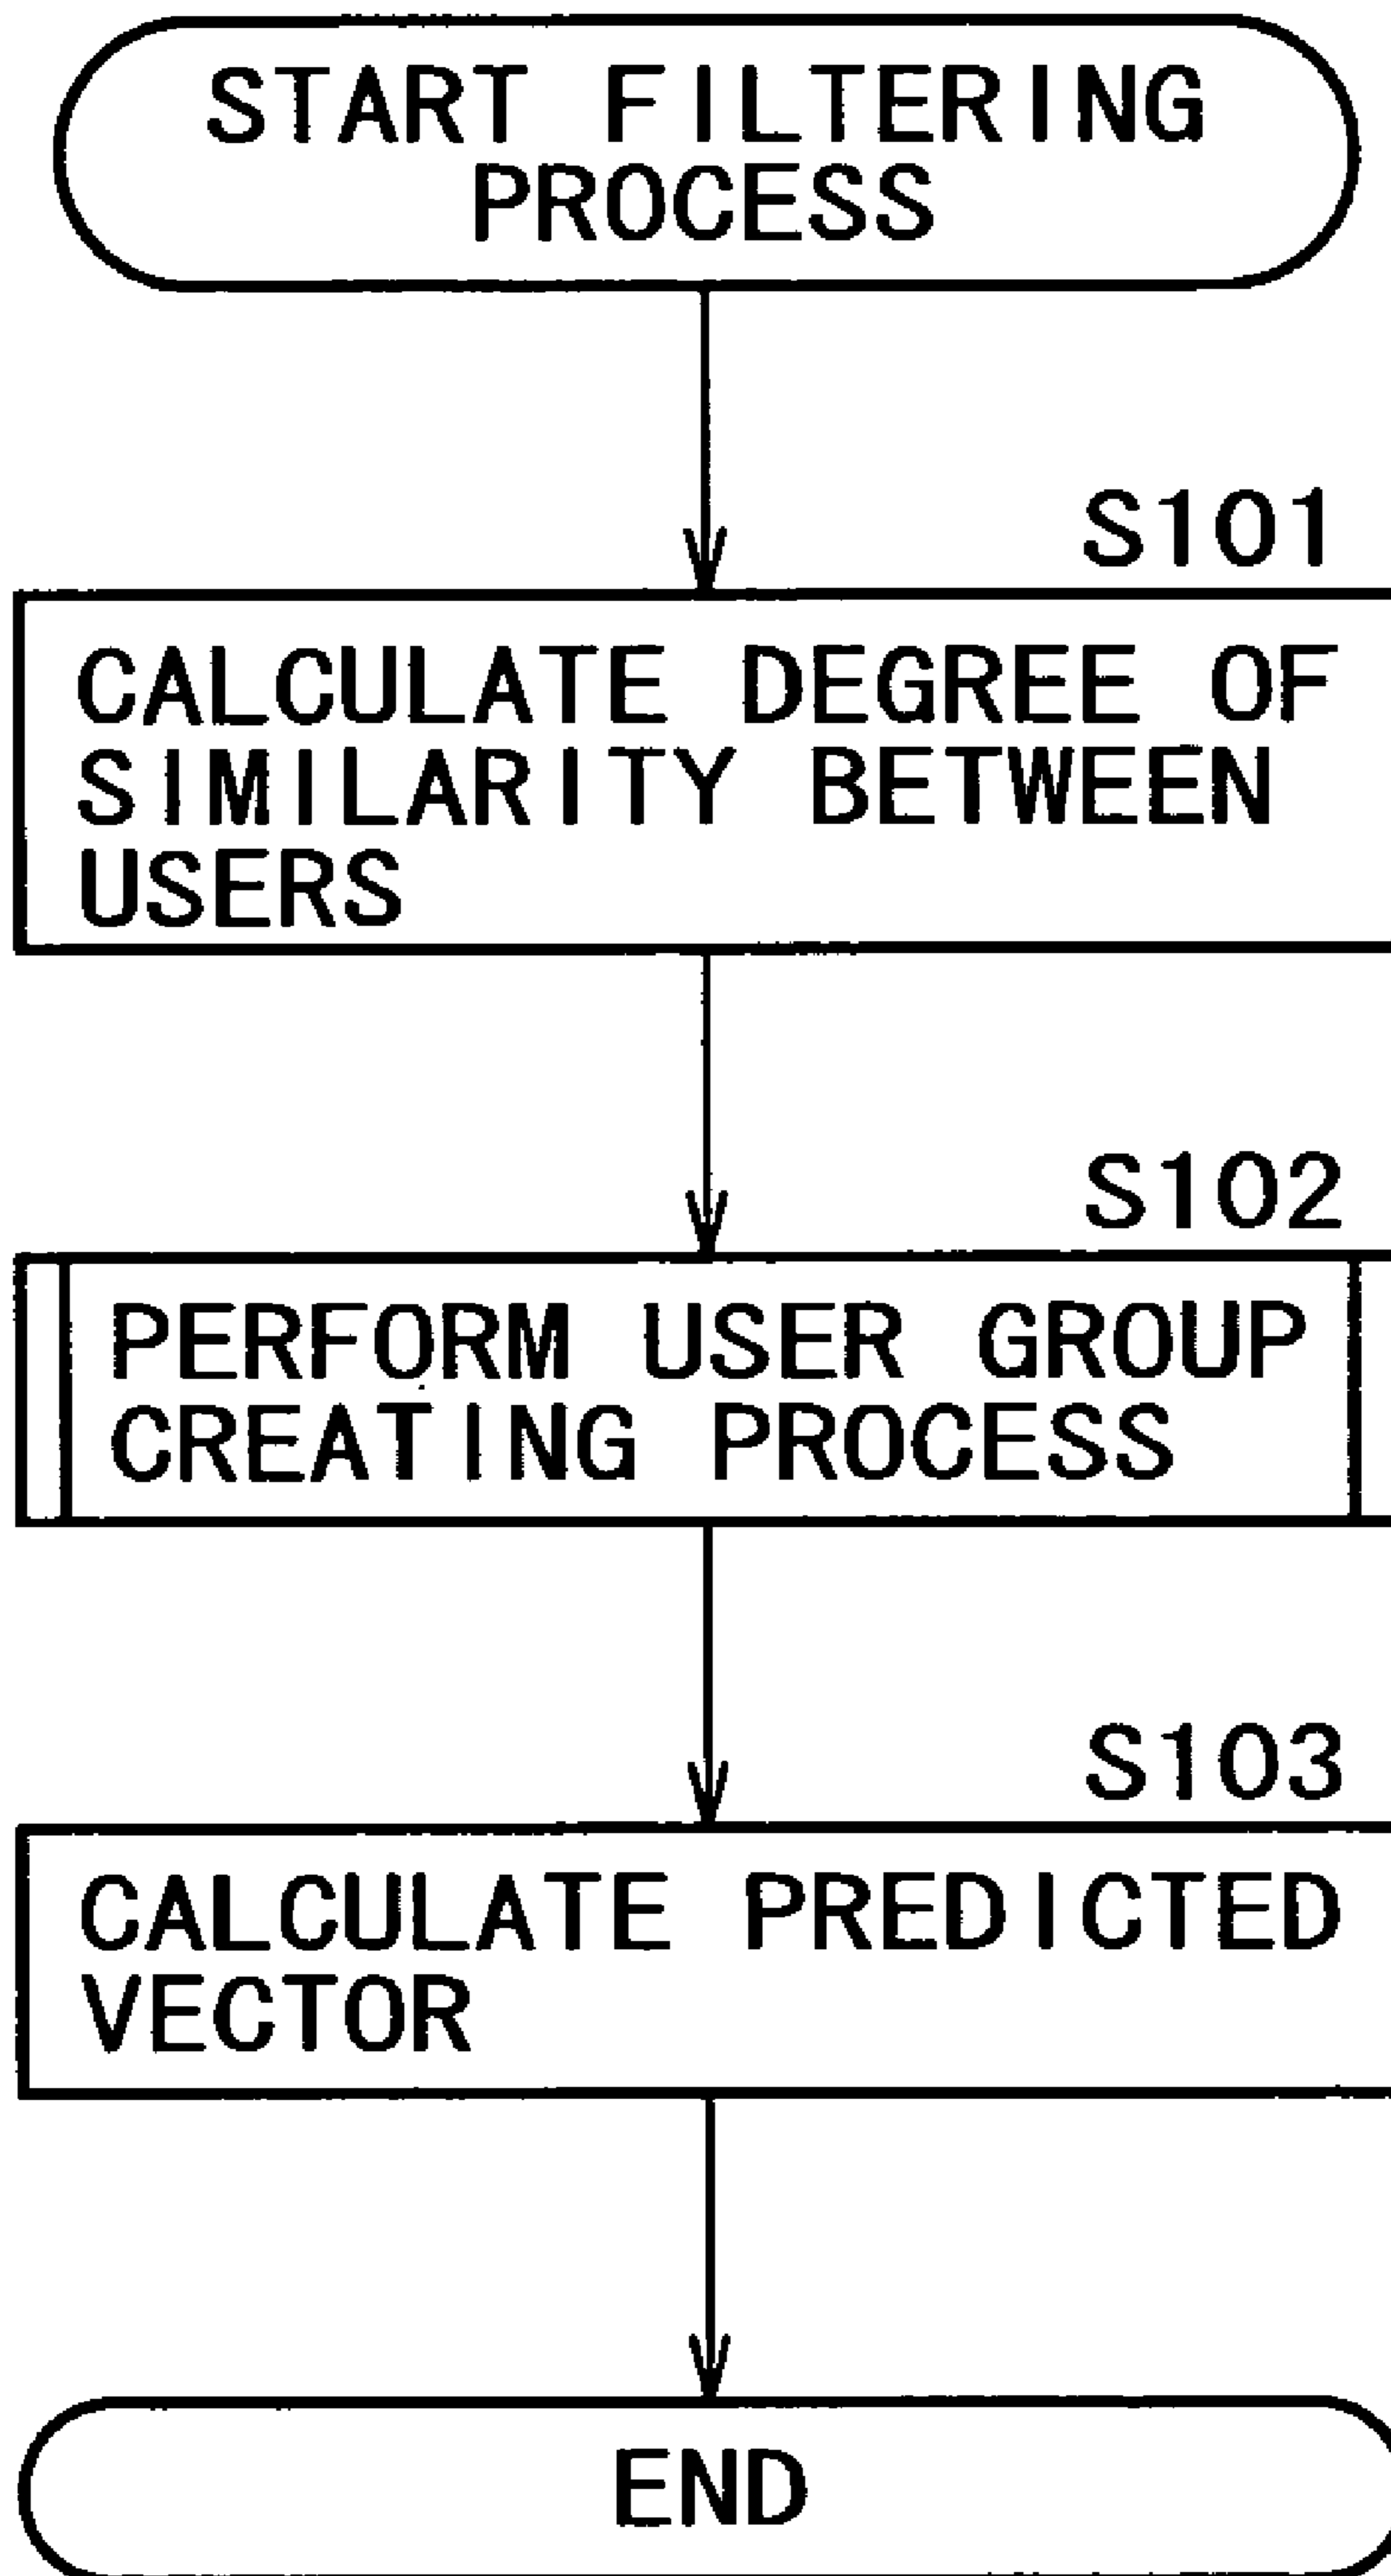 START FILTERING
PROCESS
S101
CALCULATE DEGREE OF
SIMILARITY BETWEEN
USERS
S102
PERFORM USER GROUP
CREATING PROCESS
S103
CALCULATE PREDICTED
VECTOR
END